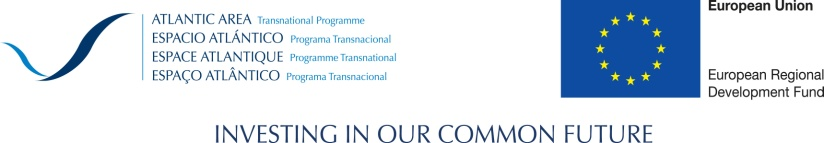 ATLANTIC AREA Transnational Programme
ESPACIO ATLÁNTICO Programa Transnacional
ESPACE ATLANTIQUE Programme Transnational
ESPAÇO ATLÂNTICO Programa Transnacional
European Union
European Regional
Development Fund
INVESTING IN OUR COMMON FUTURE